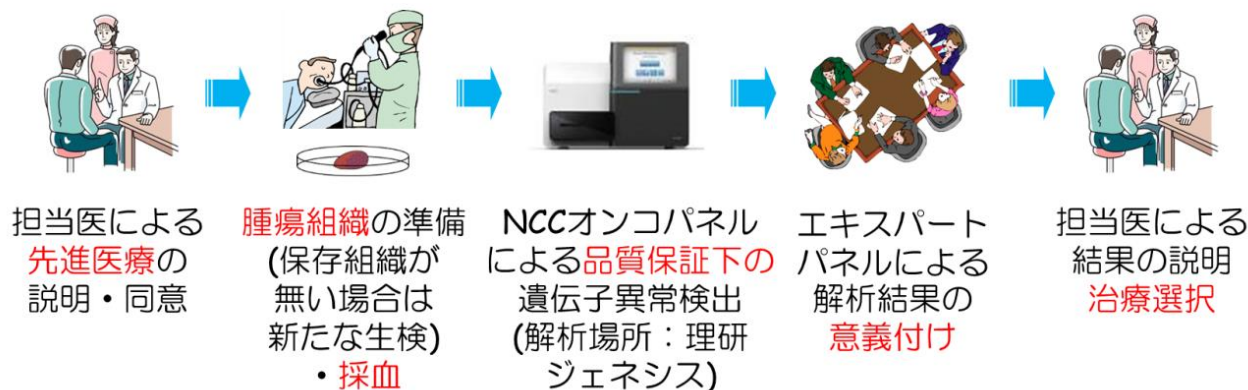 担当医による
先進医療の
説明・同意
腫瘍組織の準備
(保存組織が
無い場合は
新たな生検)
・採血
NCCオンコパネル
による品質保証下の
遺伝子異常検出
(解析場所：理研
ジェネシス)
エキスパート
パネルによる
解析結果の
意義付け
担当医による
結果の説明
治療選択